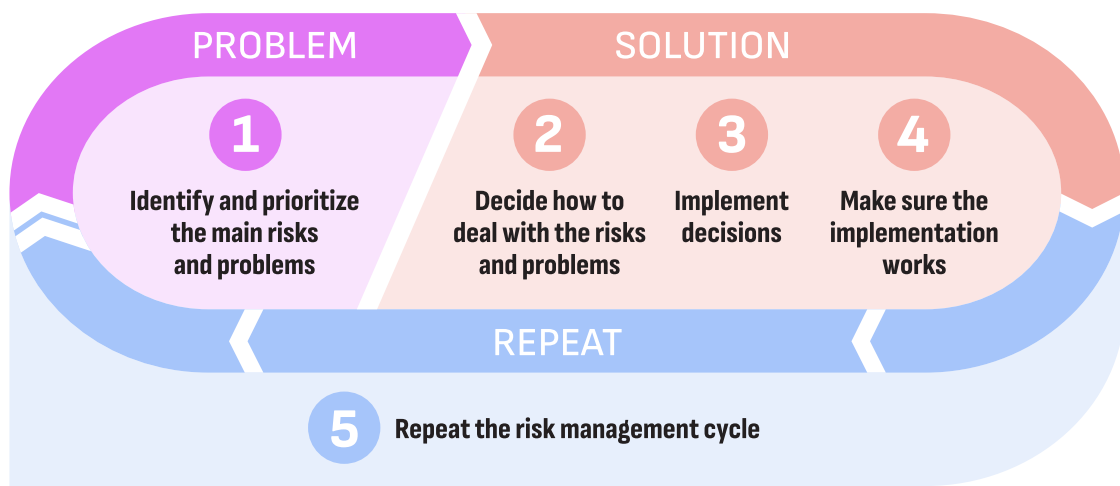 PROBLEM
SOLUTION
1
Identify and prioritize
the main risks
and problems
2
Decide how to
deal with the risks
and problems
3
Implement
decisions
4
Make sure the
implementation
works
REPEAT
5
Repeat the risk management cycle